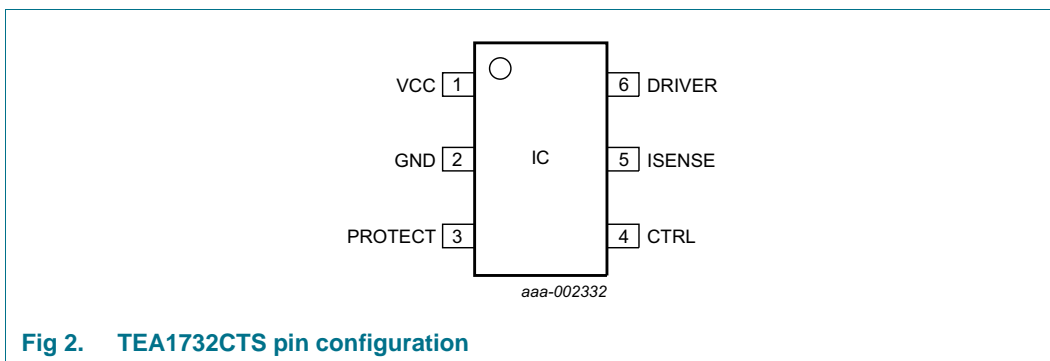 VCC 1 6 DRIVER
GND 2 IC 5 ISENSE
PROTECT 3 4 CTRL
aaa-002332
Fig 2. TEA1732CTS pin configuration